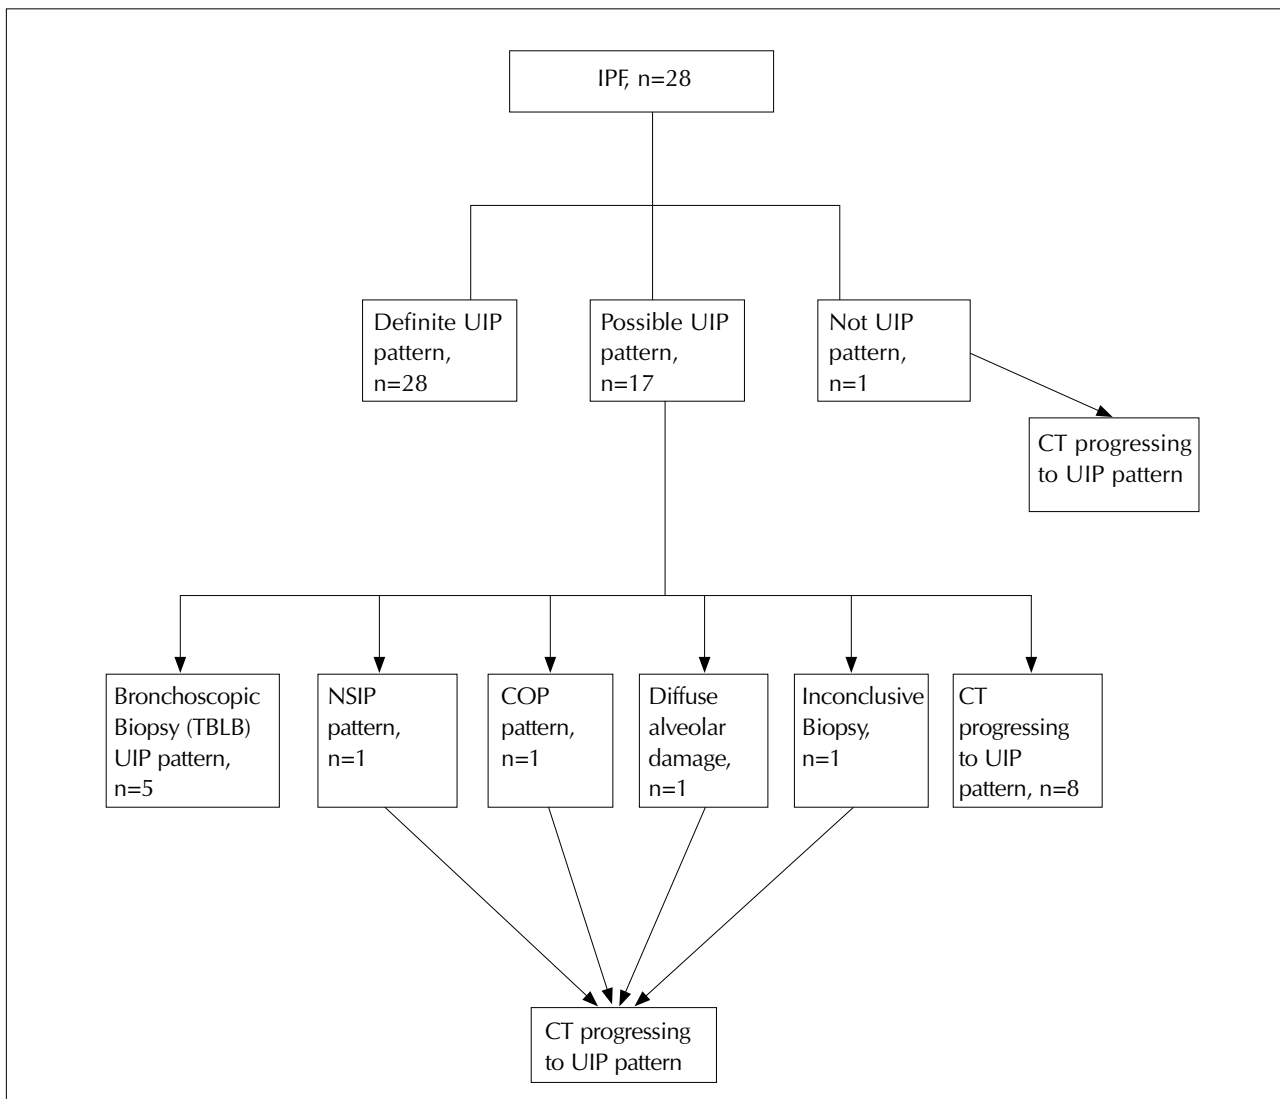 IPF, n=28
Definite UIP
pattern,
n=28
Possible UIP
pattern,
n=17
Not UIP
pattern,
n=1
CT progressing
to UIP pattern
Bronchoscopic
Biopsy (TBLB)
UIP pattern,
n=5
NSIP
pattern,
n=1
COP
pattern,
n=1
Diffuse
alveolar
damage,
n=1
Inconclusive
Biopsy,
n=1
CT
progressing
to UIP
pattern, n=8
CT progressing
to UIP pattern